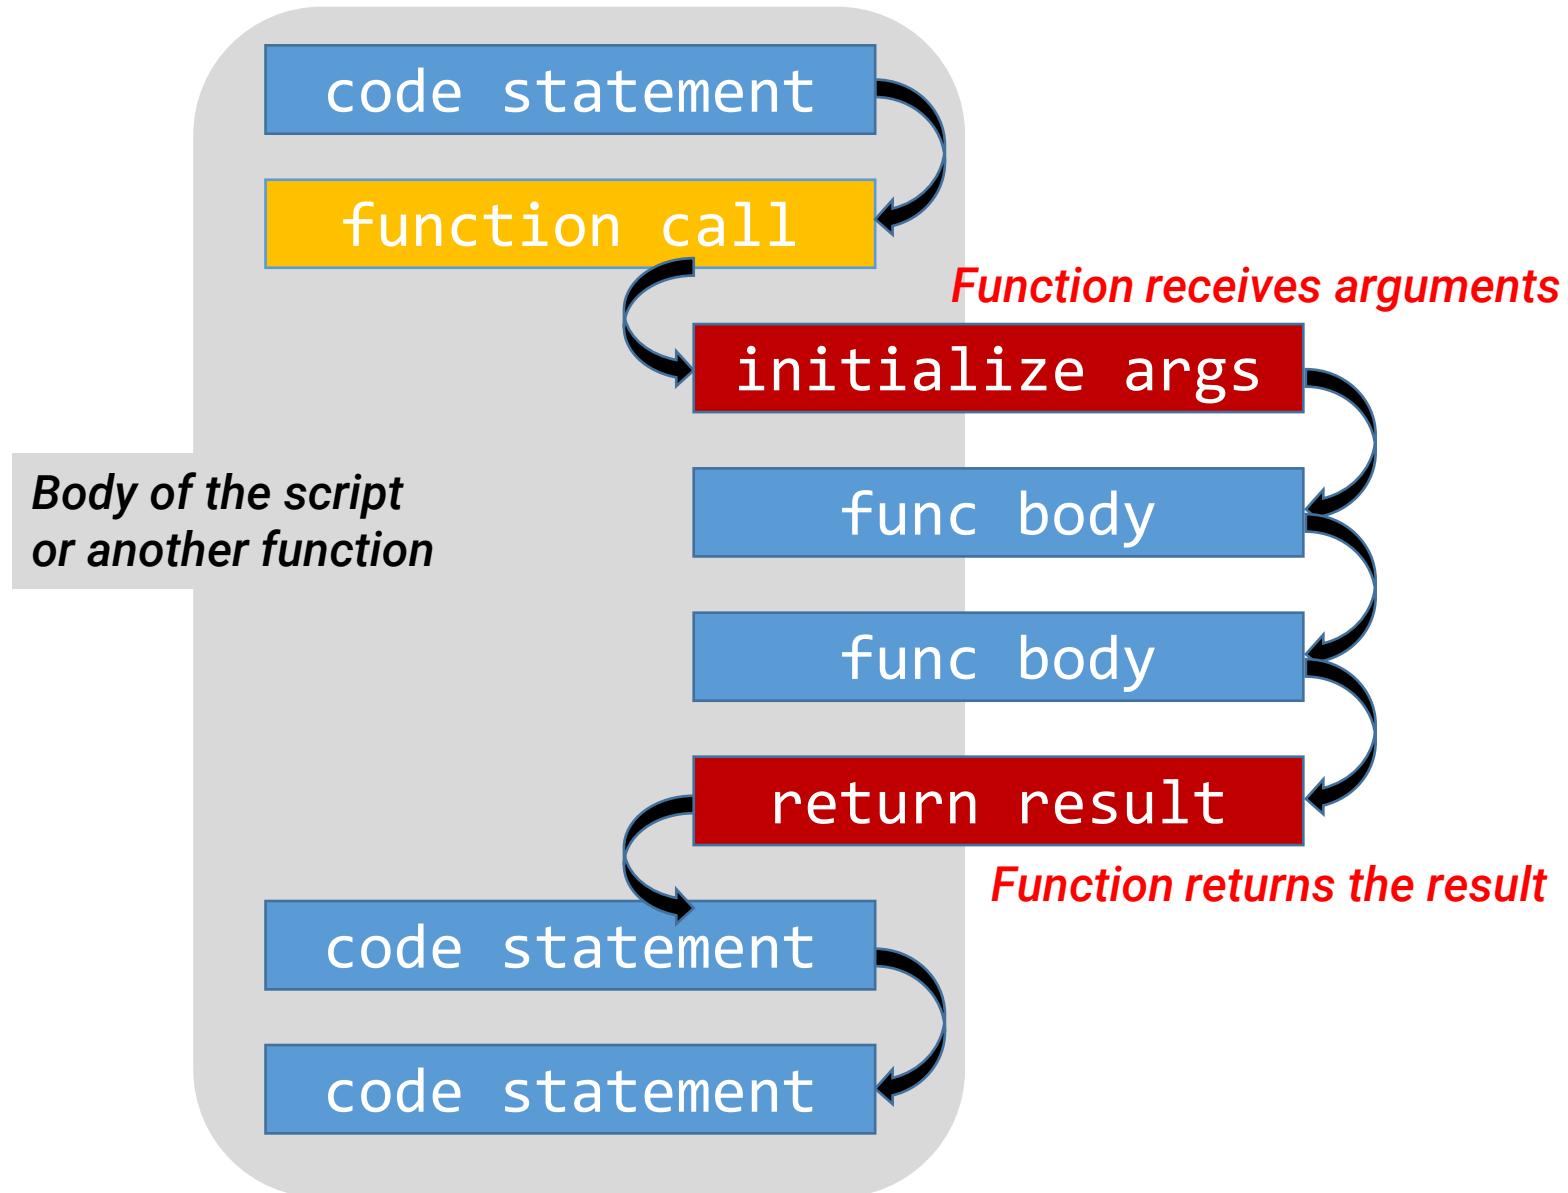 code statement
function call
Function receives arguments
initialize args
Body of the script
or another function
func body
func body
return result
Function returns the result
code statement
code statement